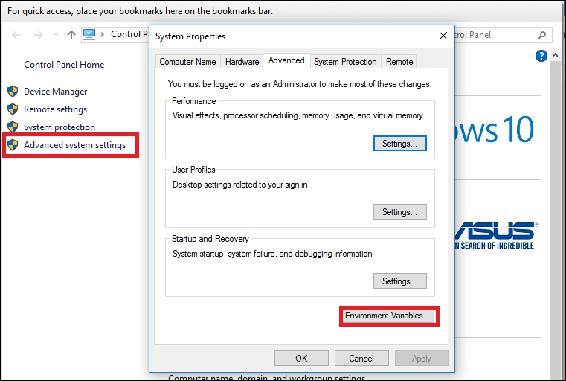 For quick access, place your bookmarks here on the bookmarks bar.
Control P
ntrol Panel
System Properties
Computer Name Hardware Advanced System Protection Remote
You must be logged on as an Administrator to make most of these changes.
Performance
Visual effects, processor scheduling, memory usage, and virtual memory
Settings...
User Profiles
Desktop settings related to your sign-in
Settings...
Startup and Recovery
System startup, system failure, and debugging information
Settings...
Environment Variables...
OK Cancel Apply
Control Panel Home
Device Manager
Remote settings
System protection
Advanced system settings
ows 10
ASUS
N SEARCH OF INCREDIBLE
Computer name, domain, and workgroup settings